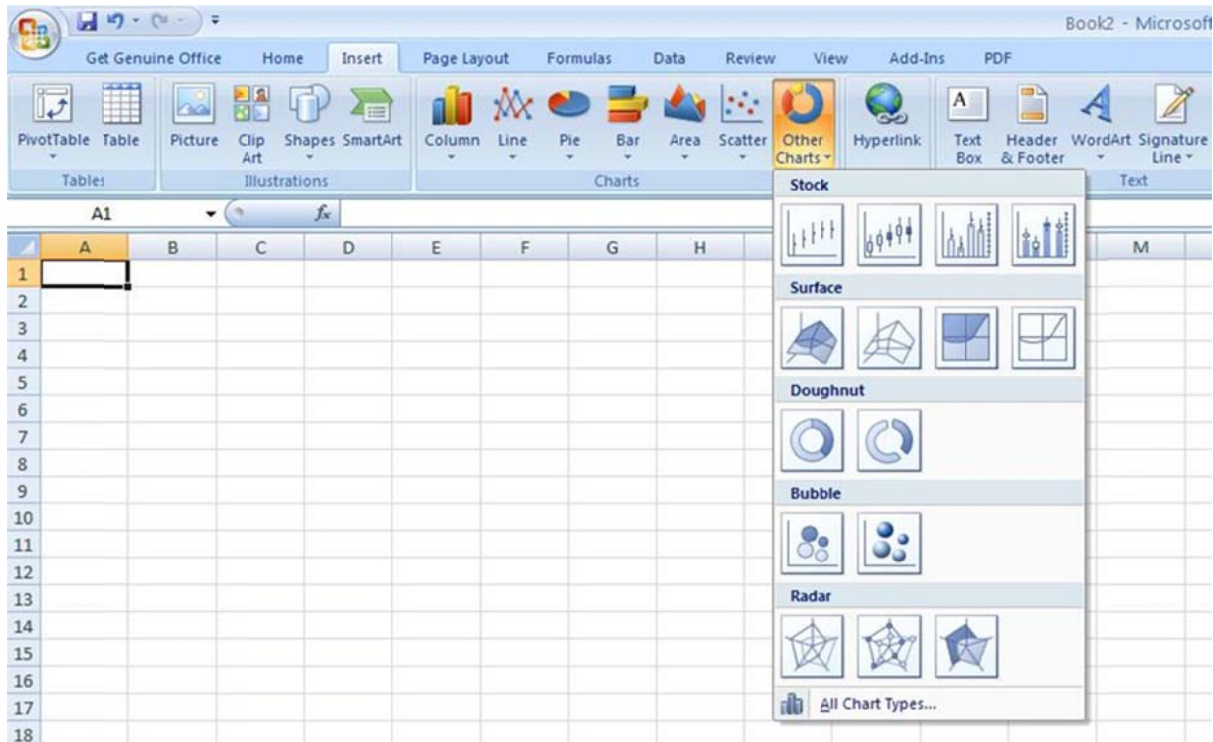 Book2 - Microsoft
Get Genuine Office Home Insert Page Layout Formulas Data Review View Add-Ins PDF
PivotTable Table Picture Clip Art Shapes SmartArt Column Line Pie Bar Area Scatter Other Charts Hyperlink Text Box Header & Footer WordArt Signature Line
Tables Illustrations Charts Text
A1 fx
A B C D E F G H M
1
2
3
4
5
6
7
8
9
10
11
12
13
14
15
16
17
18
Stock
Surface
Doughnut
Bubble
Radar
All Chart Types...